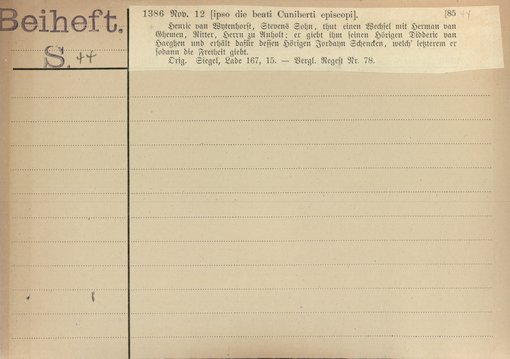 Beiheft.
S. 44
1386 Nov. 12 [ipso die beati Cuniberti episcopi]. [85 44
Henric van Wytenhorst, Stevens Sohn, thut einen Wechsel mit Herman van
Ghemen, Ritter, Herrn zu Anholt; er giebt ihm seinen Hörigen Didderic van
Haeghen und erhält dafür dessen Hörigen Jordayn Schencken, welch' letzterem er
sodann die Freiheit giebt.
Orig. Siegel, Lade 167, 15. — Vergl. Regest Nr. 78.